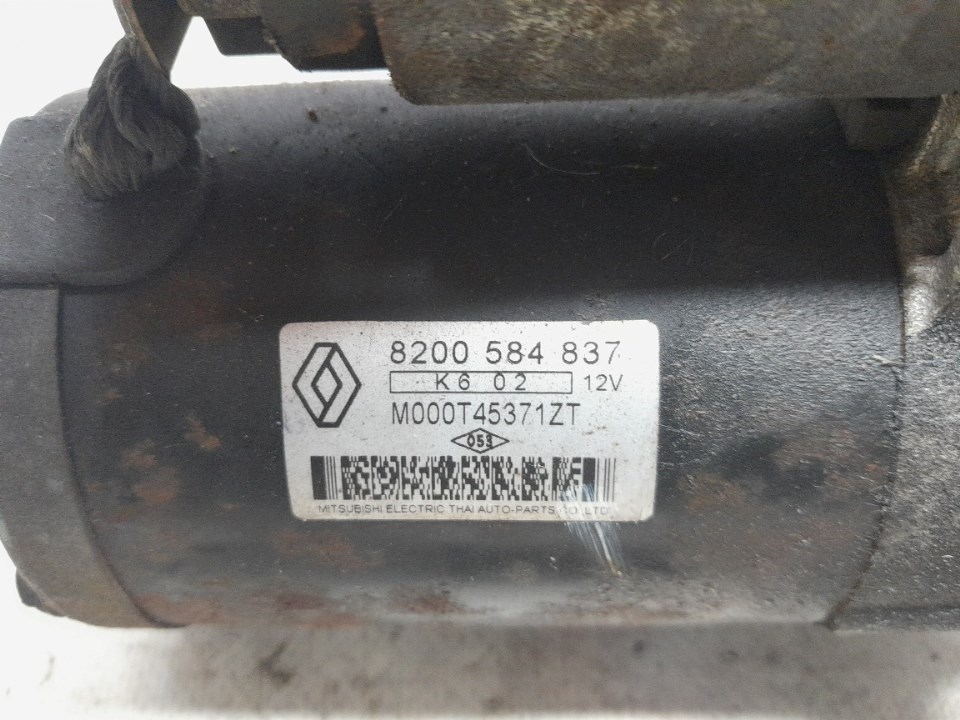 8200 584 837
K6 02 12V
M000T45371ZT
053
MITSUBISHI ELECTRIC THAI AUTO-PARTS CO.,LTD.